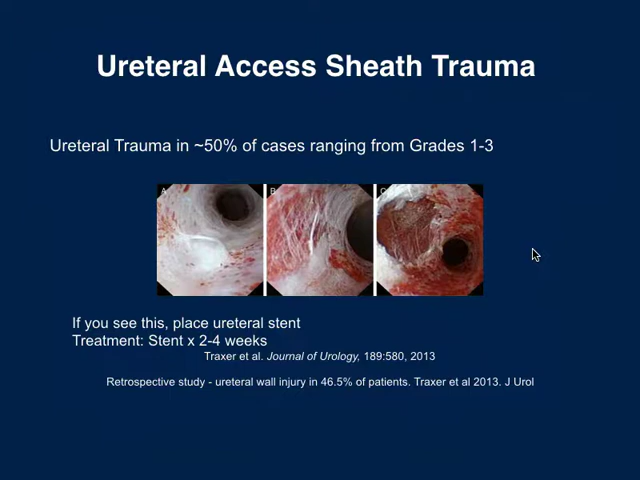 Ureteral Access Sheath Trauma
Ureteral Trauma in ~50% of cases ranging from Grades 1-3
A B C
If you see this, place ureteral stent
Treatment: Stent x 2-4 weeks
Traxer et al. Journal of Urology, 189:580, 2013
Retrospective study - ureteral wall injury in 46.5% of patients. Traxer et al 2013. J Urol